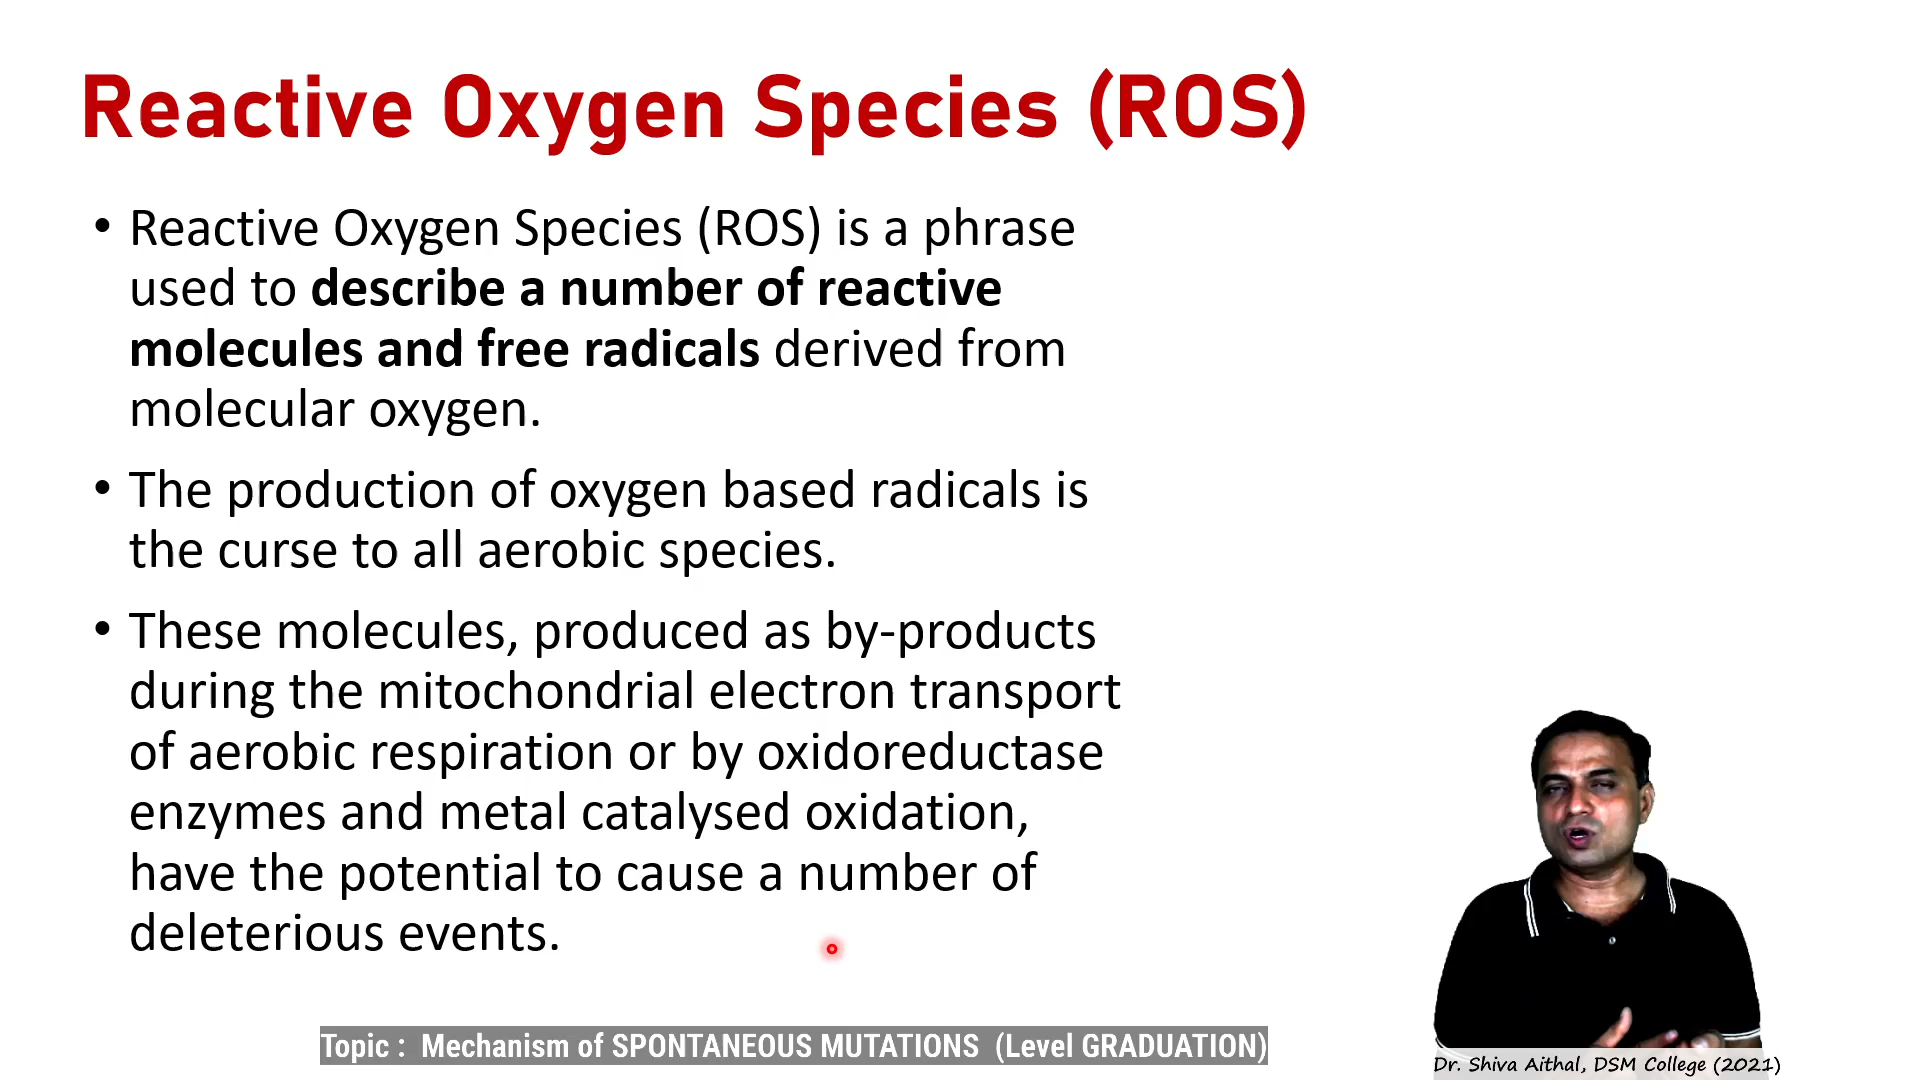 Reactive Oxygen Species (ROS)
• Reactive Oxygen Species (ROS) is a phrase
used to describe a number of reactive
molecules and free radicals derived from
molecular oxygen.
• The production of oxygen based radicals is
the curse to all aerobic species.
• These molecules, produced as by-products
during the mitochondrial electron transport
of aerobic respiration or by oxidoreductase
enzymes and metal catalysed oxidation,
have the potential to cause a number of
deleterious events.
Topic : Mechanism of SPONTANEOUS MUTATIONS (Level GRADUATION)
Dr. Shiva Aithal, DSM College (2021)